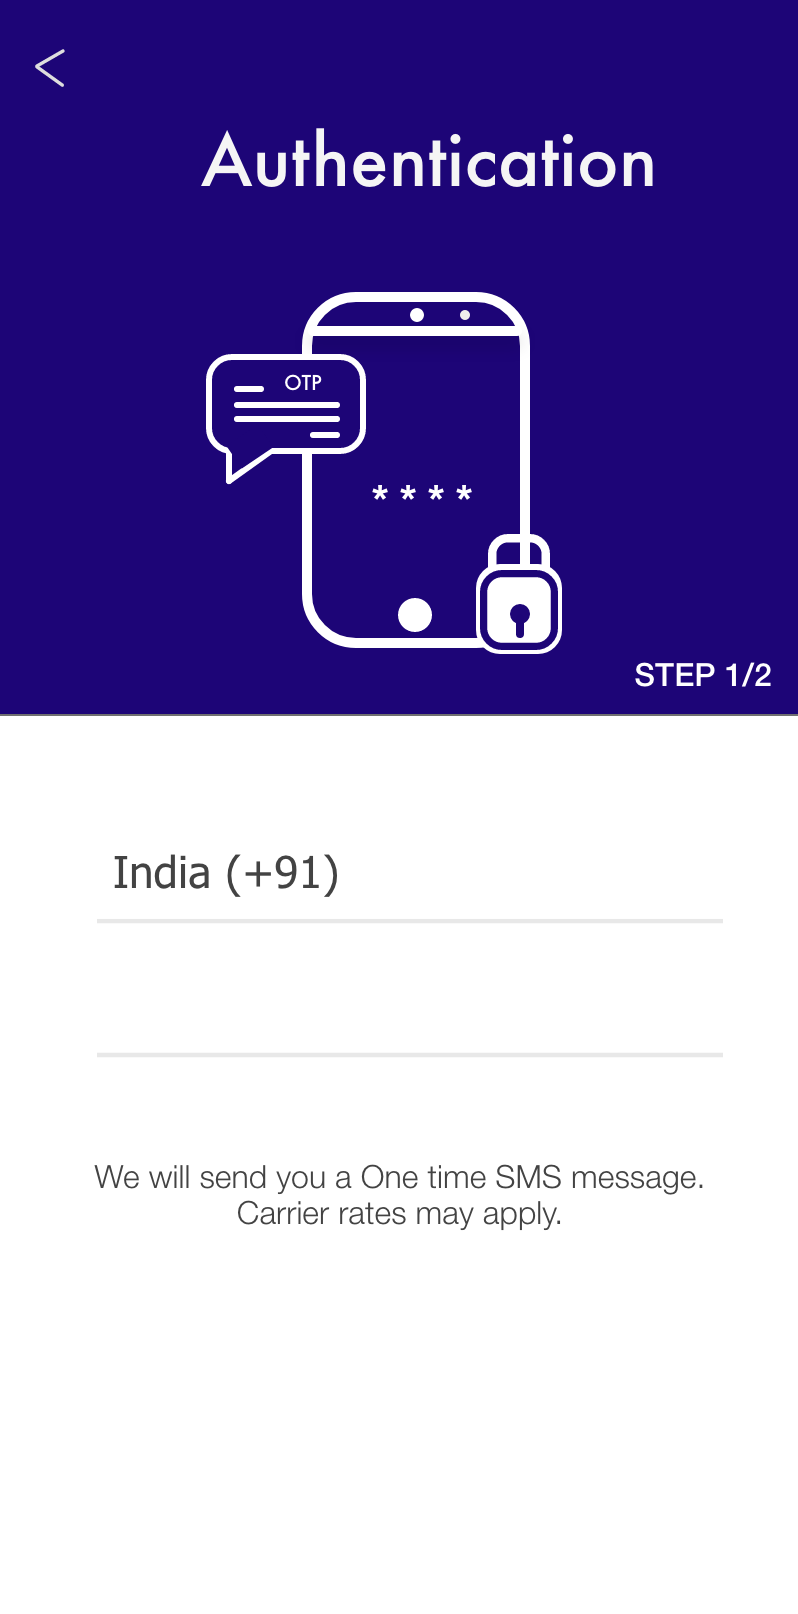 Authentication
OTP
* * * *
STEP 1/2
India (+91)
We will send you a One time SMS message.
Carrier rates may apply.